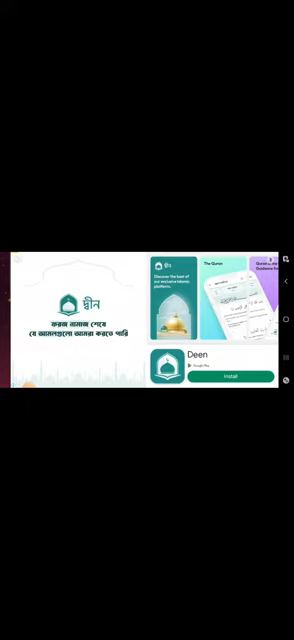 দ্বীন
ফরজ নামাজ শেষে
যে আমলগুলো আমরা করতে পারি
দ্বীন
Discover the best of
our exclusive Islamic
platform.
The Quran
Deen
Google Play
Install